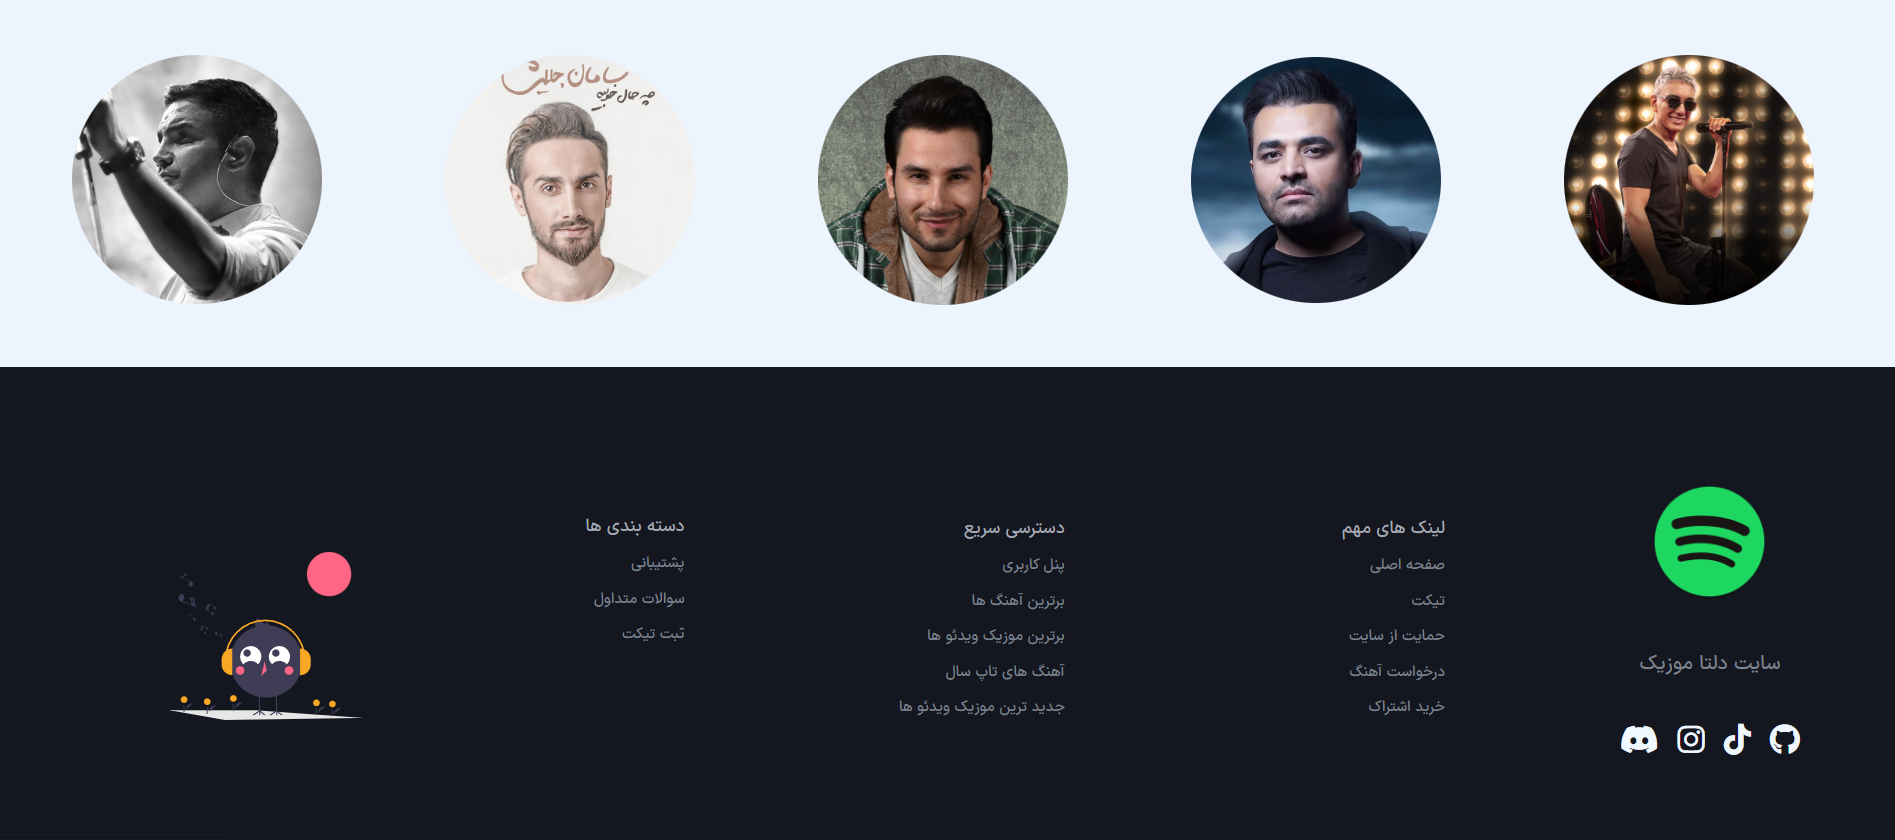 سامان جلیلی
چه حال خوبیه
لینک های مهم
صفحه اصلی
تیکت
حمایت از سایت
درخواست آهنگ
خرید اشتراک
دسترسی سریع
پنل کاربری
برترین آهنگ ها
برترین موزیک ویدئو ها
آهنگ های تاپ سال
جدید ترین موزیک ویدئو ها
دسته بندی ها
پشتیبانی
سوالات متداول
ثبت تیکت
سایت دلتا موزیک